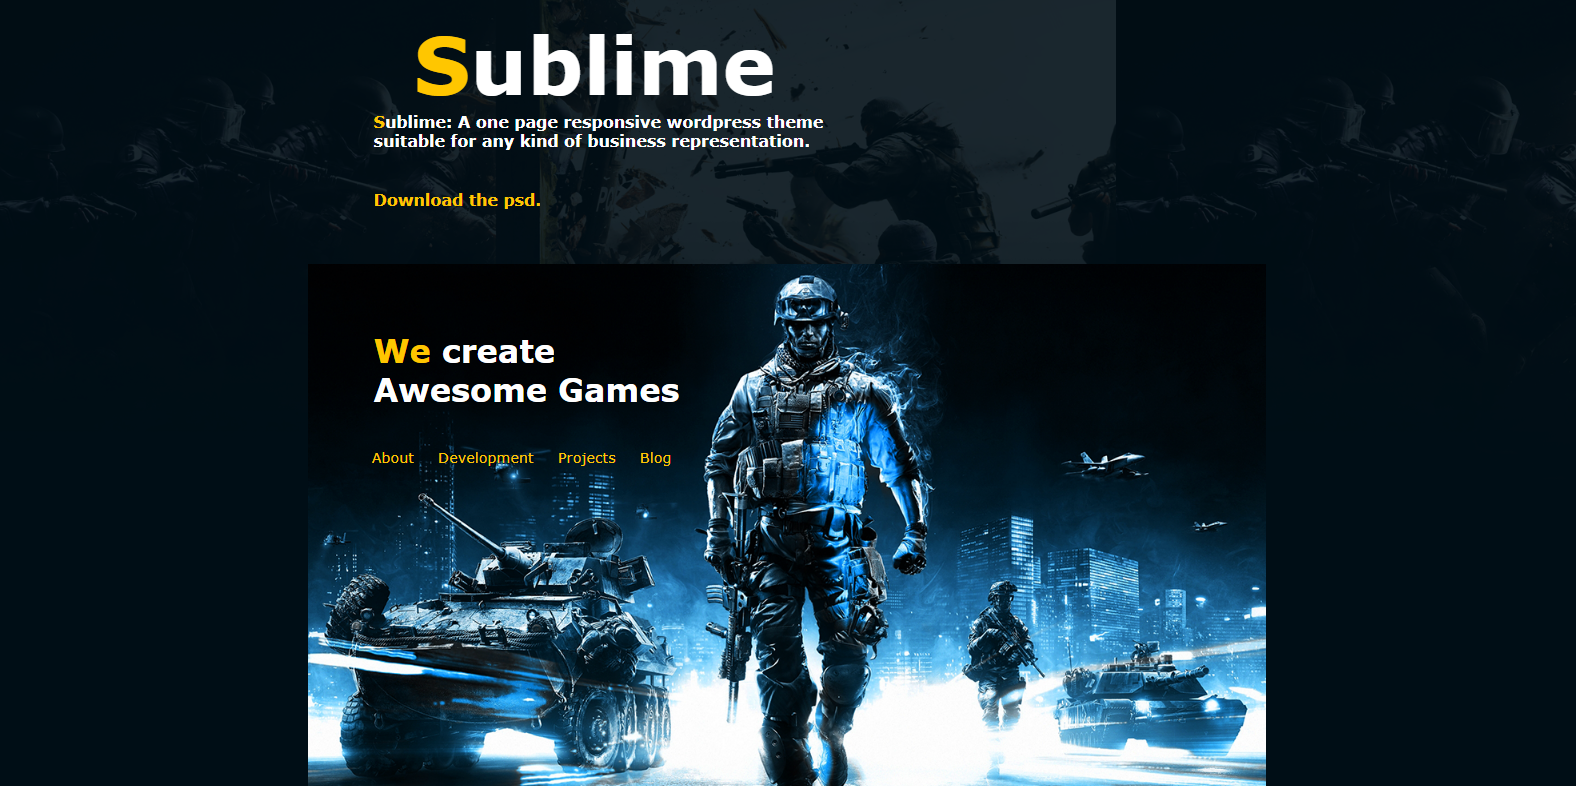 Sublime
Sublime: A one page responsive wordpress theme
suitable for any kind of business representation.
Download the psd.
We create
Awesome Games
About Development Projects Blog